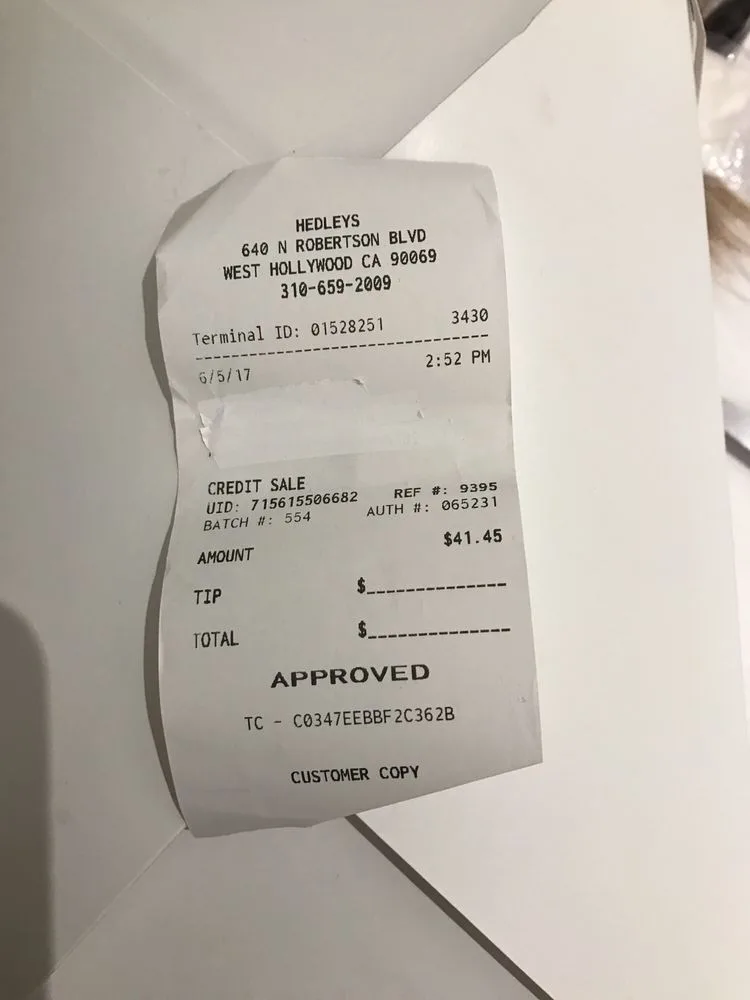 HEDLEYS
640 N ROBERTSON BLVD
WEST HOLLYWOOD CA 90069
310-659-2009
Terminal ID: 01528251 3430
--------------------------------
6/5/17 2:52 PM
CREDIT SALE
UID: 715615506682 REF #: 9395
BATCH #: 554 AUTH #: 065231
AMOUNT $41.45
TIP $______________
TOTAL $______________
APPROVED
TC - C0347EEBBF2C362B
CUSTOMER COPY